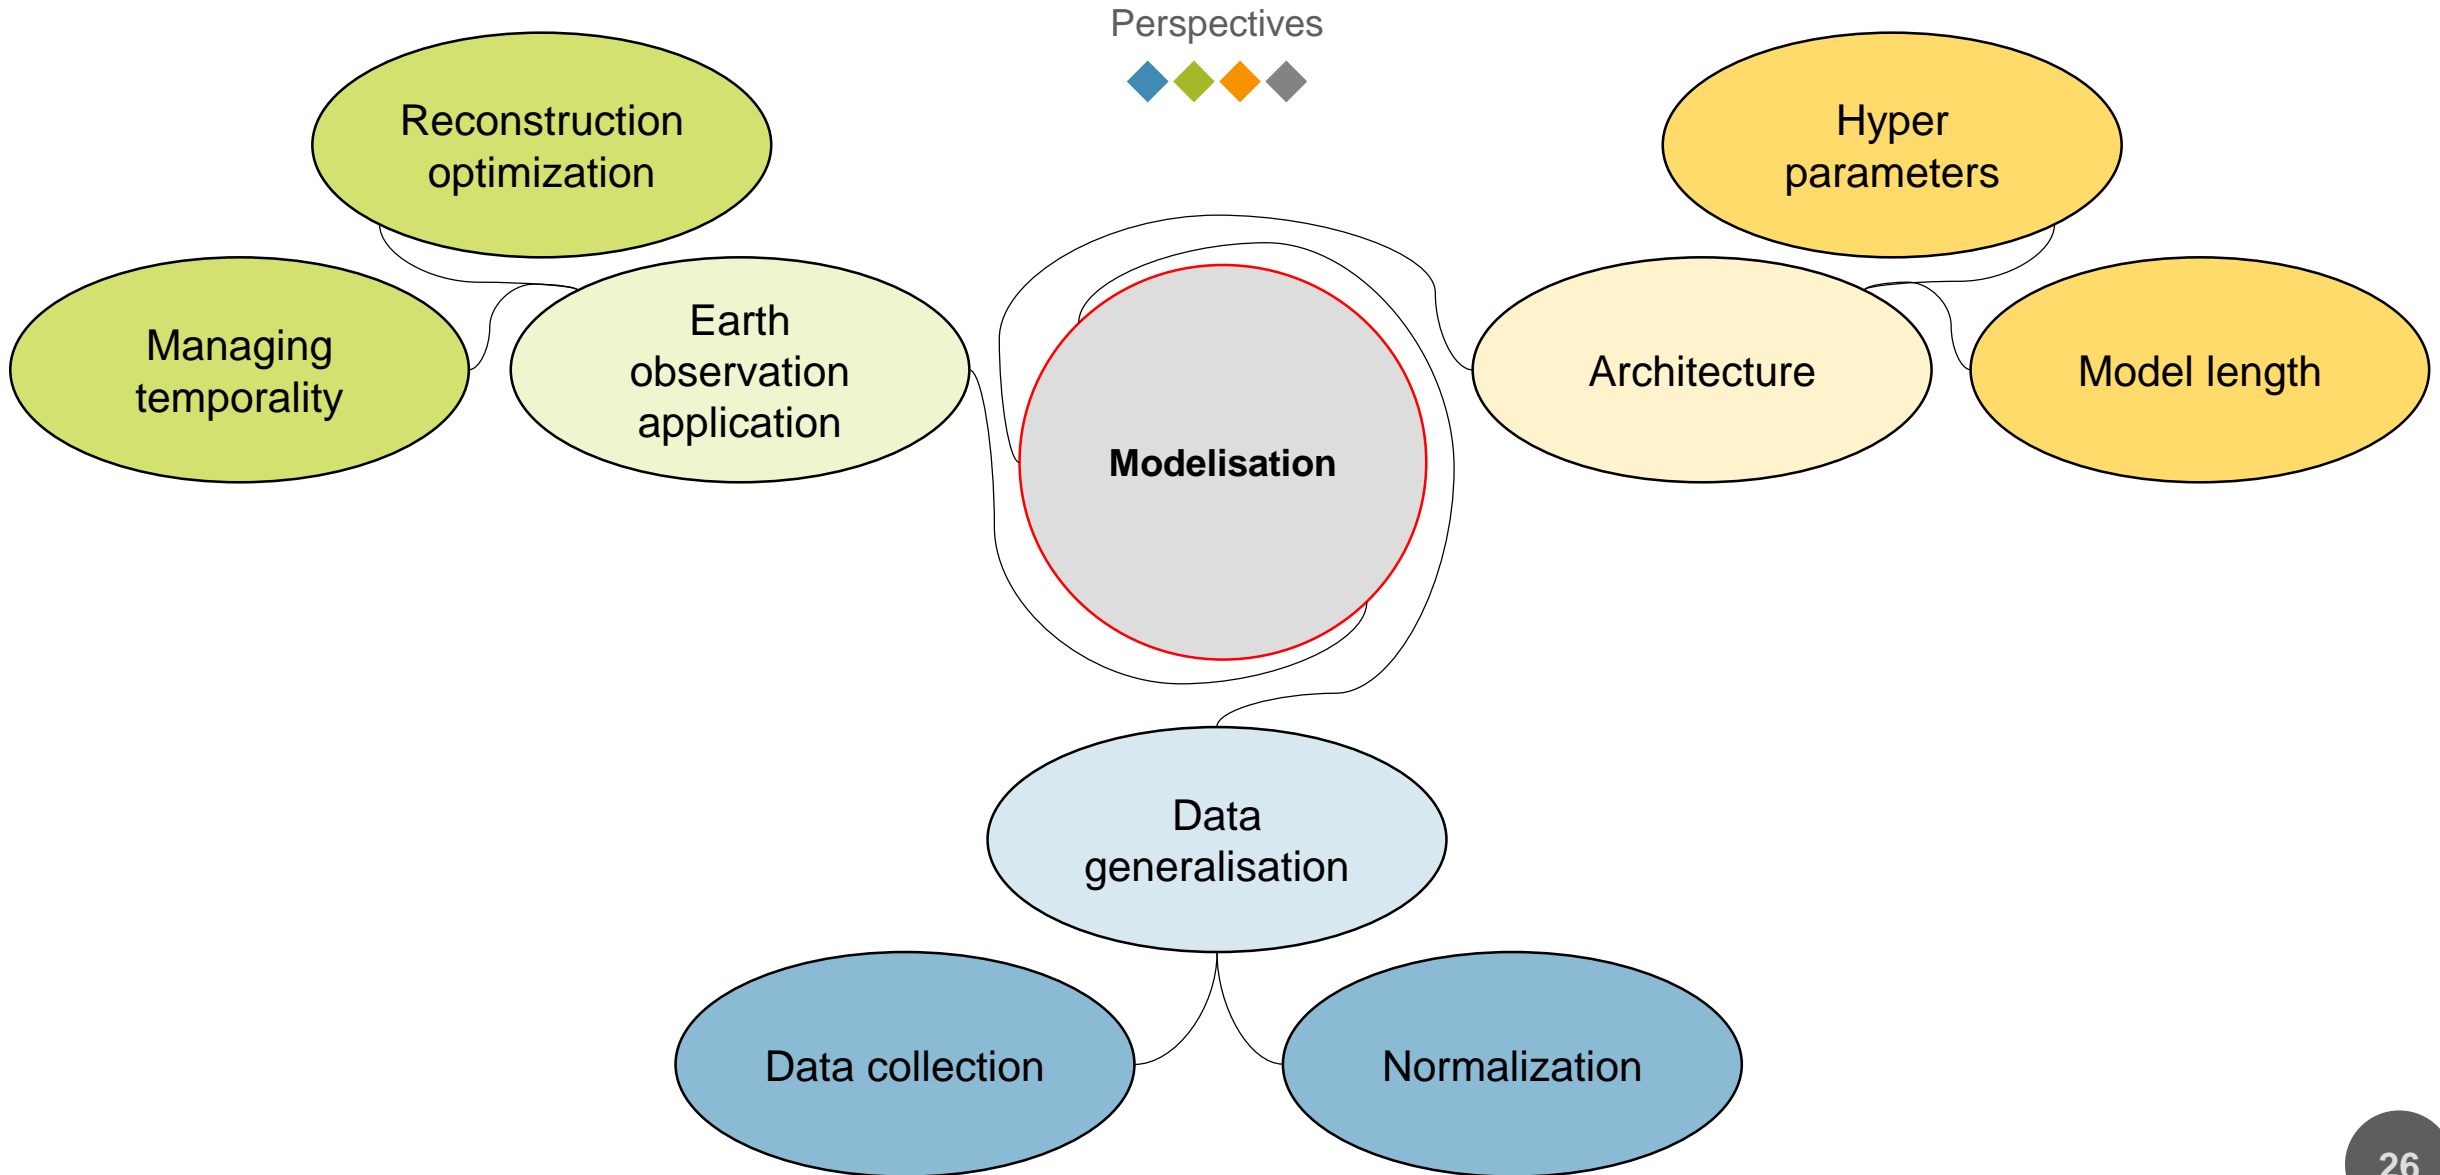 Perspectives
Reconstruction
optimization
Hyper
parameters
Managing
temporality
Earth
observation
application
Modelisation
Architecture
Model length
Data
generalisation
Data collection
Normalization
26